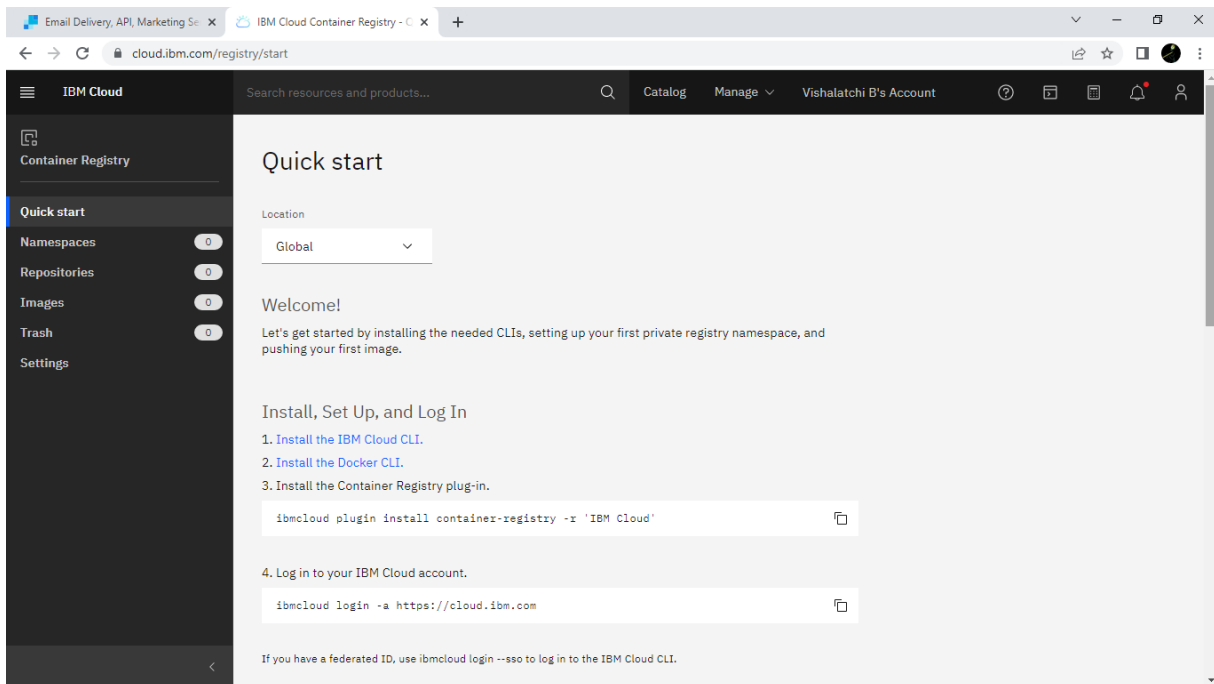 Email Delivery, API, Marketing Se
IBM Cloud Container Registry - C
cloud.ibm.com/registry/start
IBM Cloud
Search resources and products...
Catalog
Manage
Vishalatchi B's Account
Container Registry
Quick start
Namespaces 0
Repositories 0
Images 0
Trash 0
Settings
Quick start
Location
Global
Welcome!
Let's get started by installing the needed CLIs, setting up your first private registry namespace, and
pushing your first image.
Install, Set Up, and Log In
1. Install the IBM Cloud CLI.
2. Install the Docker CLI.
3. Install the Container Registry plug-in.
ibmcloud plugin install container-registry -r 'IBM Cloud'
4. Log in to your IBM Cloud account.
ibmcloud login -a https://cloud.ibm.com
If you have a federated ID, use ibmcloud login --sso to log in to the IBM Cloud CLI.